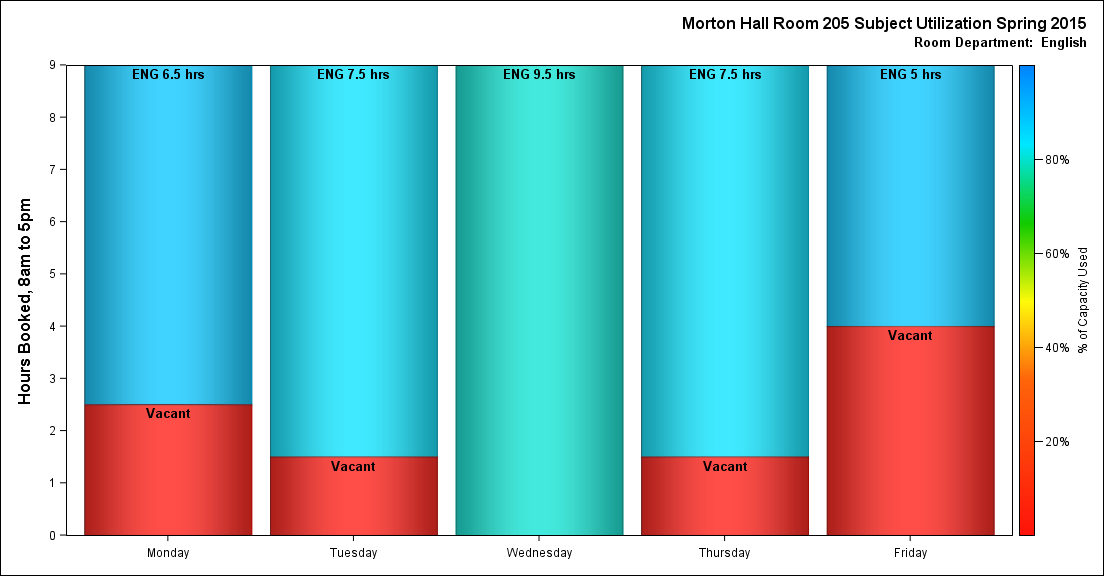 Morton Hall Room 205 Subject Utilization Spring 2015
Room Department:  English
Hours Booked, 8am to 5pm
9
8
7
6
5
4
3
2
1
0
ENG 6.5 hrs
ENG 7.5 hrs
ENG 9.5 hrs
ENG 7.5 hrs
ENG 5 hrs
Vacant
Vacant
Vacant
Vacant
Monday
Tuesday
Wednesday
Thursday
Friday
80%
60%
40%
20%
% of Capacity Used